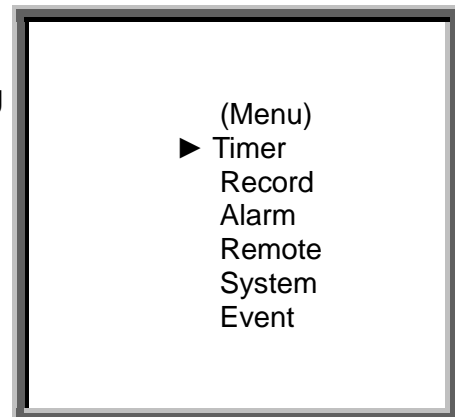 (Menu)
► Timer
Record
Alarm
Remote
System
Event